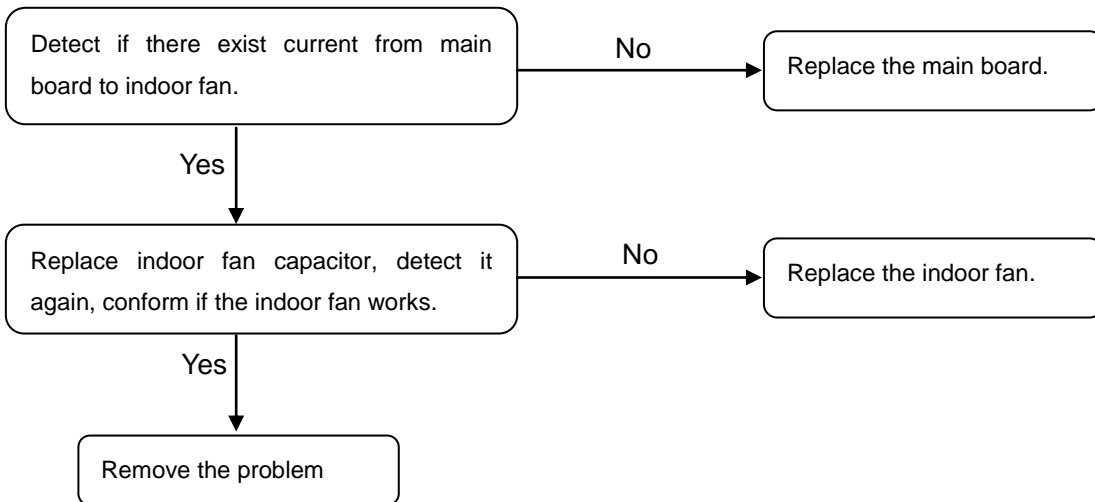 Detect if there exist current from main
board to indoor fan.
No
Replace the main board.
Yes
Replace indoor fan capacitor, detect it
again, conform if the indoor fan works.
No
Replace the indoor fan.
Yes
Remove the problem